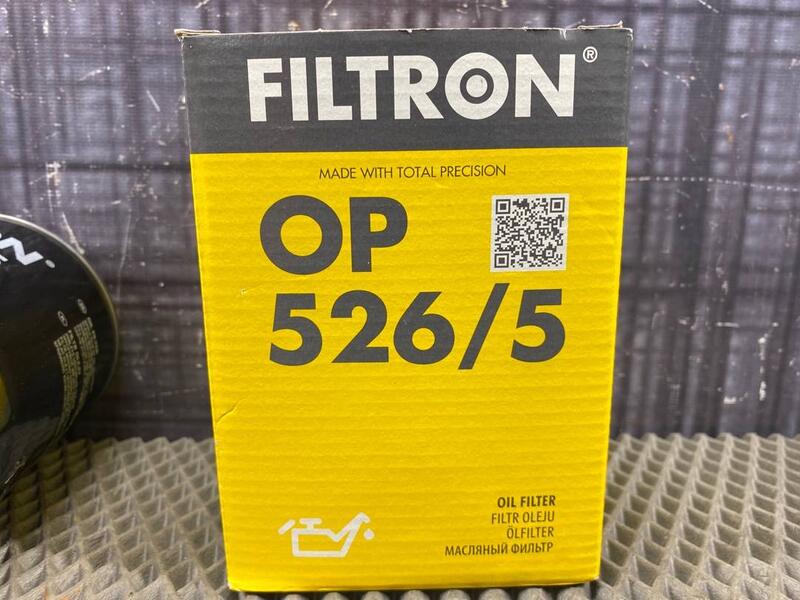 FILTRON®
MADE WITH TOTAL PRECISION
OP
526/5
OIL FILTER
FILTR OLEJU
ÖLFILTER
МАСЛЯНЫЙ ФИЛЬТР